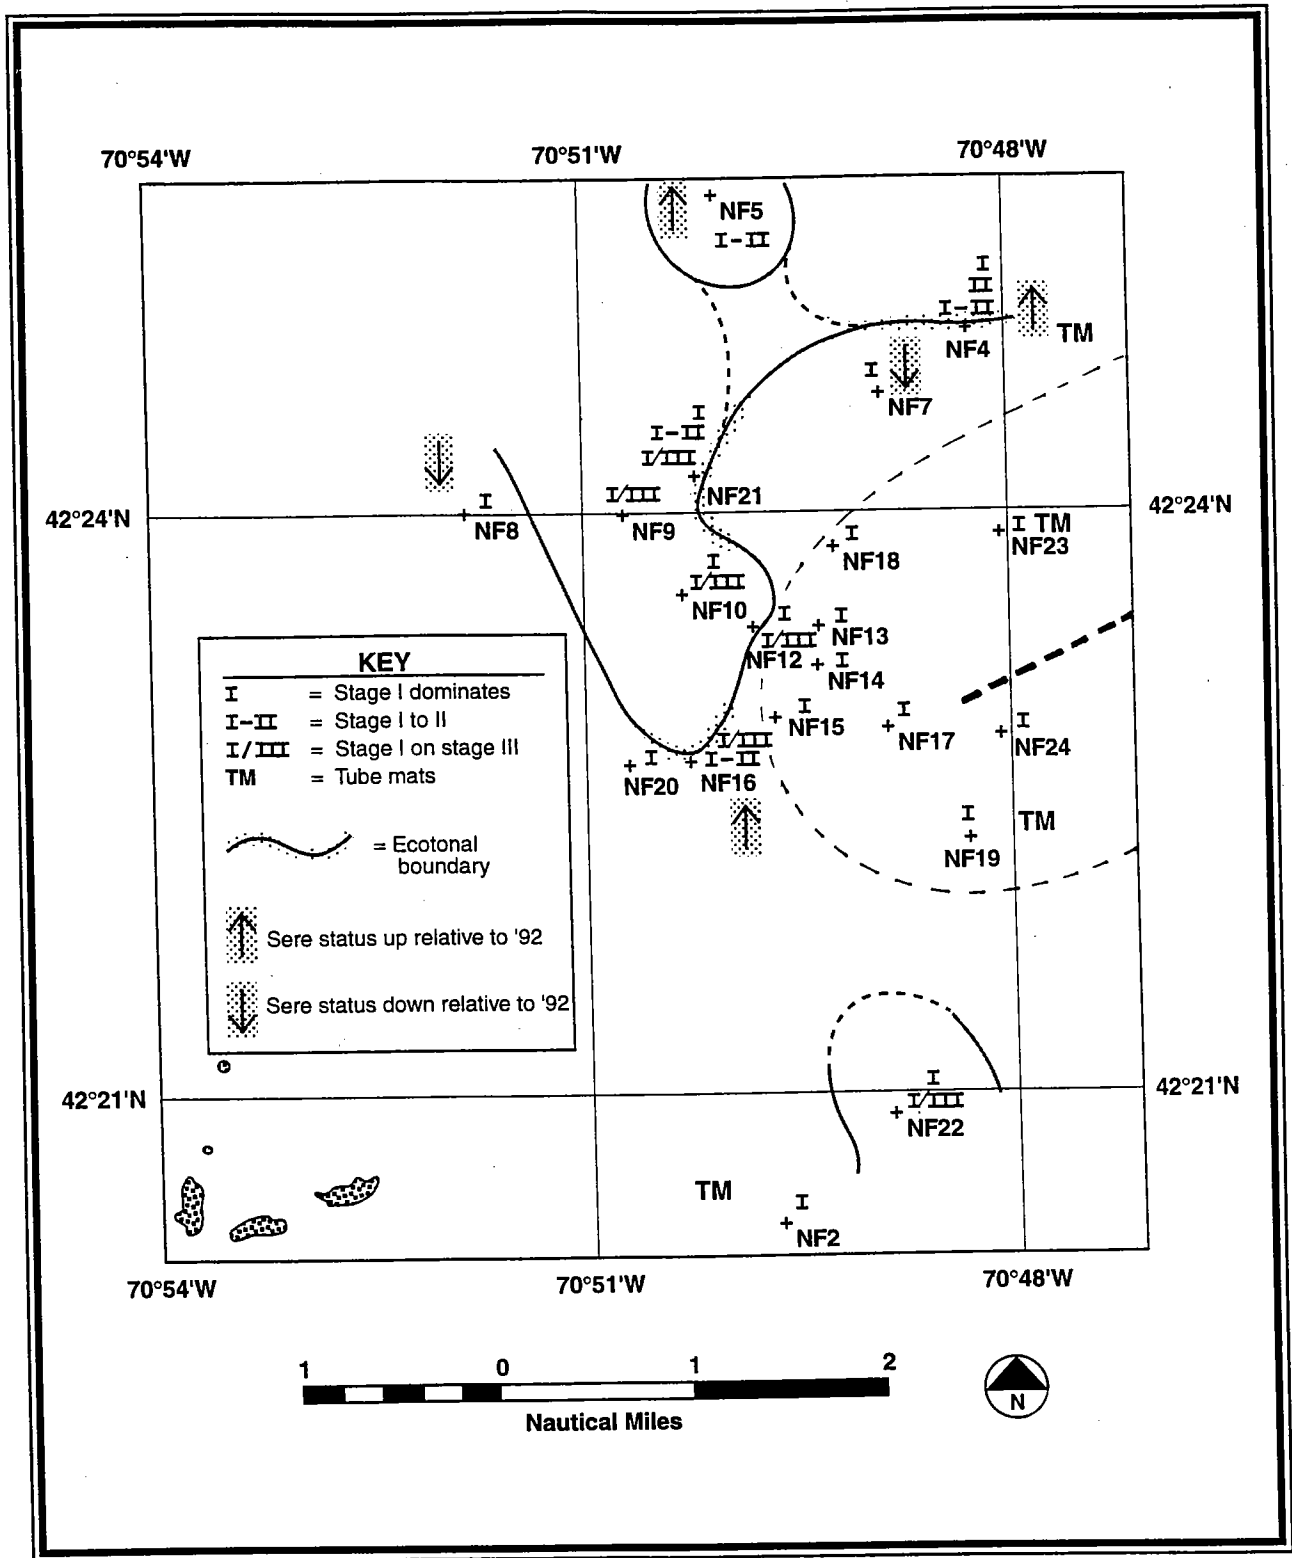 70°54'W
70°51'W
70°48'W
NF5
I-II
I
II
I-II
NF4
TM
I
NF7
I
I-II
I/III
NF21
I/III
NF9
I
NF8
42°24'N
42°24'N
I
NF18
I TM
NF23
I
I/III
NF10
I
I/III
NF12
I
NF13
I
NF14
I
NF15
I
NF17
I
NF24
I
NF20
I/III
I-II
NF16
I
NF19
TM
KEY
I = Stage I dominates
I-II = Stage I to II
I/III = Stage I on stage III
TM = Tube mats
= Ecotonal
boundary
Sere status up relative to '92
Sere status down relative to '92
42°21'N
42°21'N
I
I/III
NF22
TM
I
NF2
70°54'W
70°51'W
70°48'W
1 0 1 2
Nautical Miles
N